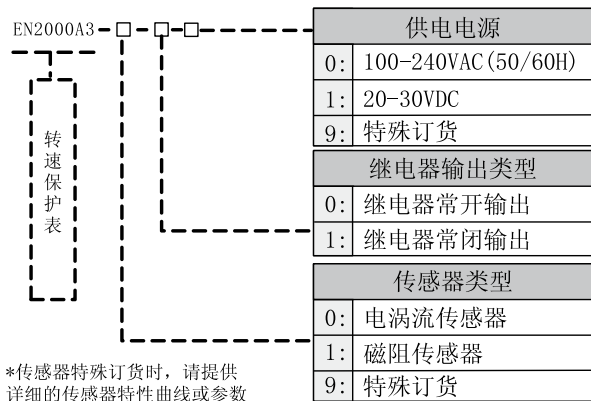 EN2000A3-□-□-□
转速保护表
供电电源
0: 100-240VAC(50/60H)
1: 20-30VDC
9: 特殊订货
继电器输出类型
0: 继电器常开输出
1: 继电器常闭输出
传感器类型
0: 电涡流传感器
1: 磁阻传感器
9: 特殊订货
*传感器特殊订货时，请提供
详细的传感器特性曲线或参数